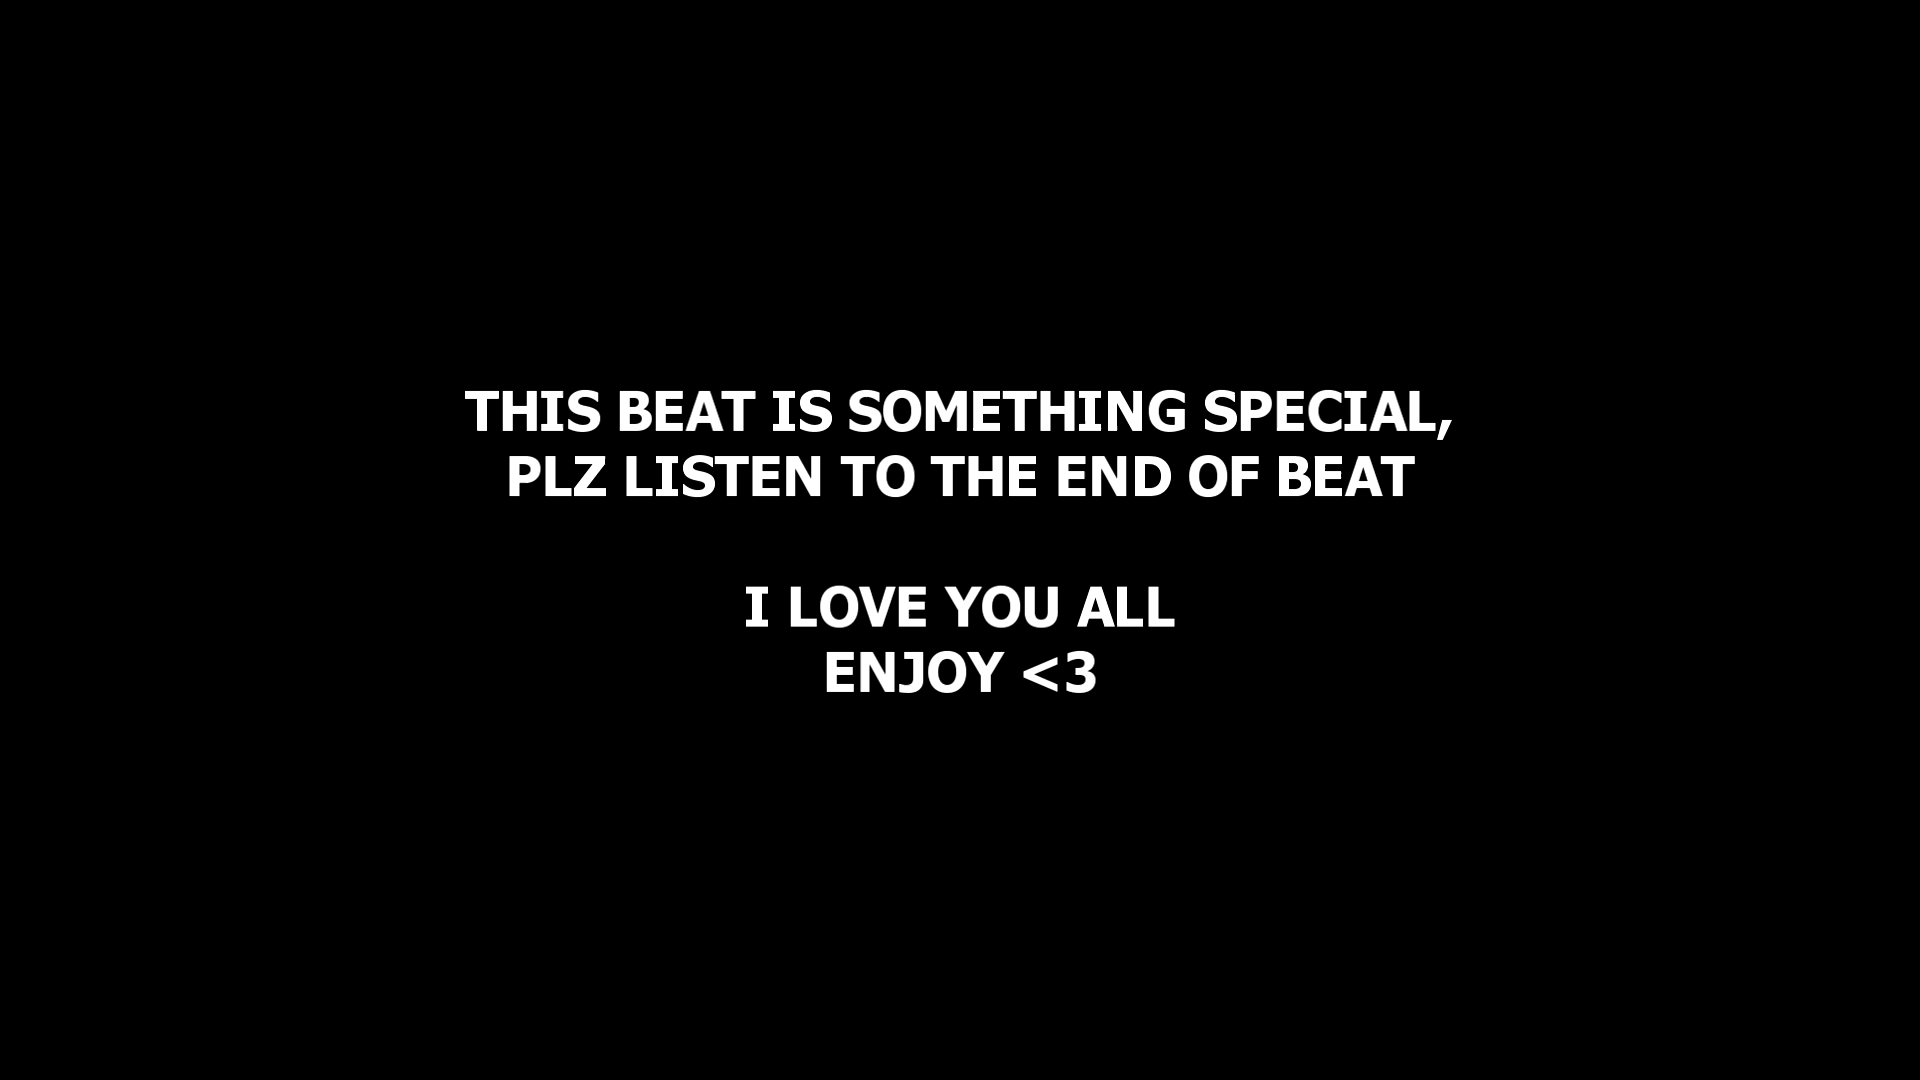 THIS BEAT IS SOMETHING SPECIAL,
PLZ LISTEN TO THE END OF BEAT
I LOVE YOU ALL
ENJOY <3